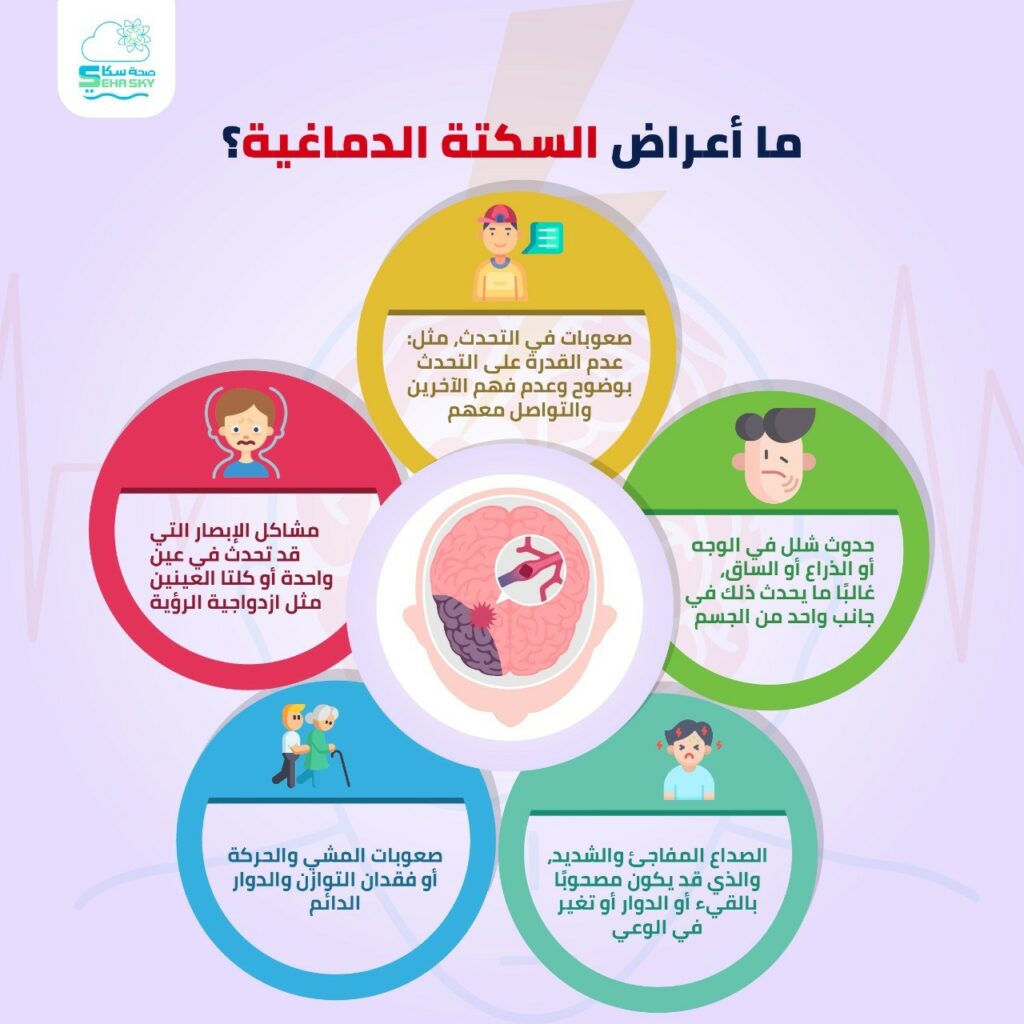 صحة سكاي
SEHA SKY
ما أعراض السكتة الدماغية؟
صعوبات في التحدث, مثل:
عدم القدرة على التحدث
بوضوح وعدم فهم الآخرين
والتواصل معهم
حدوث شلل في الوجه
أو الذراع أو الساق,
غالبًا ما يحدث ذلك في
جانب واحد من الجسم
مشاكل الإبصار التي
قد تحدث في عين
واحدة أو كلتا العينين
مثل ازدواجية الرؤية
الصداع المفاجئ والشديد,
والذي قد يكون مصحوبًا
بالقيء أو الدوار أو تغير
في الوعي
صعوبات المشي والحركة
أو فقدان التوازن والدوار
الدائم